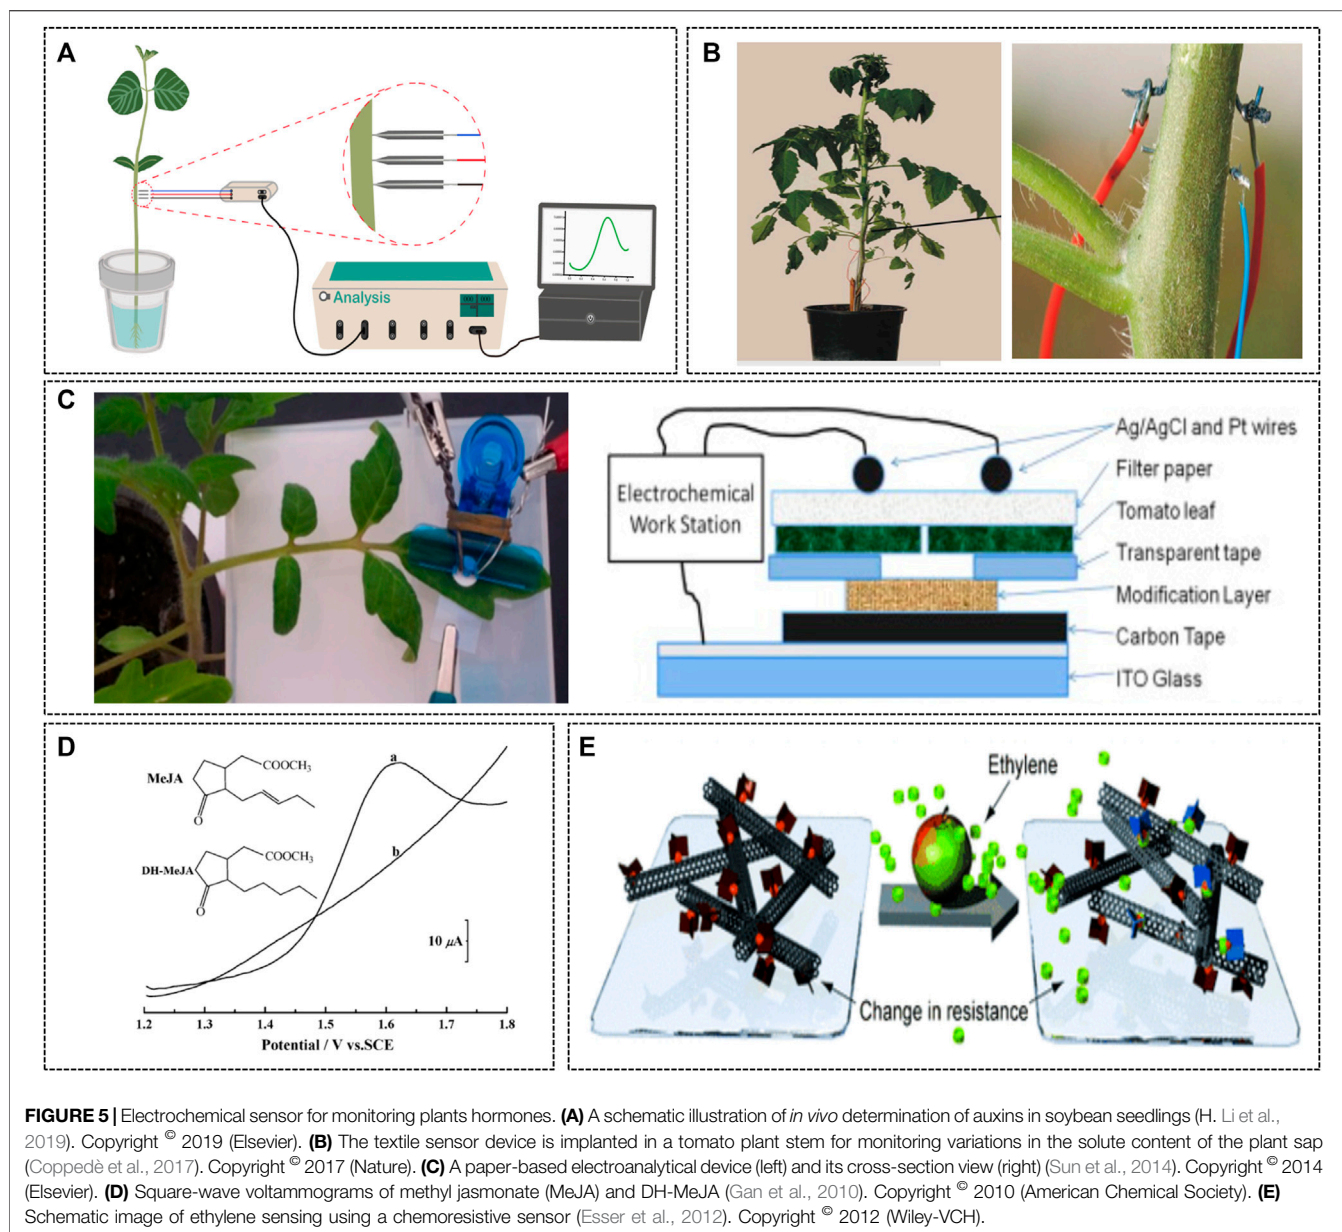 A
Analysis
000 000
B
C
Electrochemical
Work Station
Ag/AgCl and Pt wires
Filter paper
Tomato leaf
Transparent tape
Modification Layer
Carbon Tape
ITO Glass
D
MeJA
COOCH3
O
DH-MeJA
COOCH3
O
a
b
10 μA
1.2 1.3 1.4 1.5 1.6 1.7 1.8
Potential / V vs.SCE
E
Ethylene
Change in resistance
FIGURE 5 | Electrochemical sensor for monitoring plants hormones. (A) A schematic illustration of in vivo determination of auxins in soybean seedlings (H. Li et al.,
2019). Copyright © 2019 (Elsevier). (B) The textile sensor device is implanted in a tomato plant stem for monitoring variations in the solute content of the plant sap
(Coppedè et al., 2017). Copyright © 2017 (Nature). (C) A paper-based electroanalytical device (left) and its cross-section view (right) (Sun et al., 2014). Copyright © 2014
(Elsevier). (D) Square-wave voltammograms of methyl jasmonate (MeJA) and DH-MeJA (Gan et al., 2010). Copyright © 2010 (American Chemical Society). (E)
Schematic image of ethylene sensing using a chemoresistive sensor (Esser et al., 2012). Copyright © 2012 (Wiley-VCH).